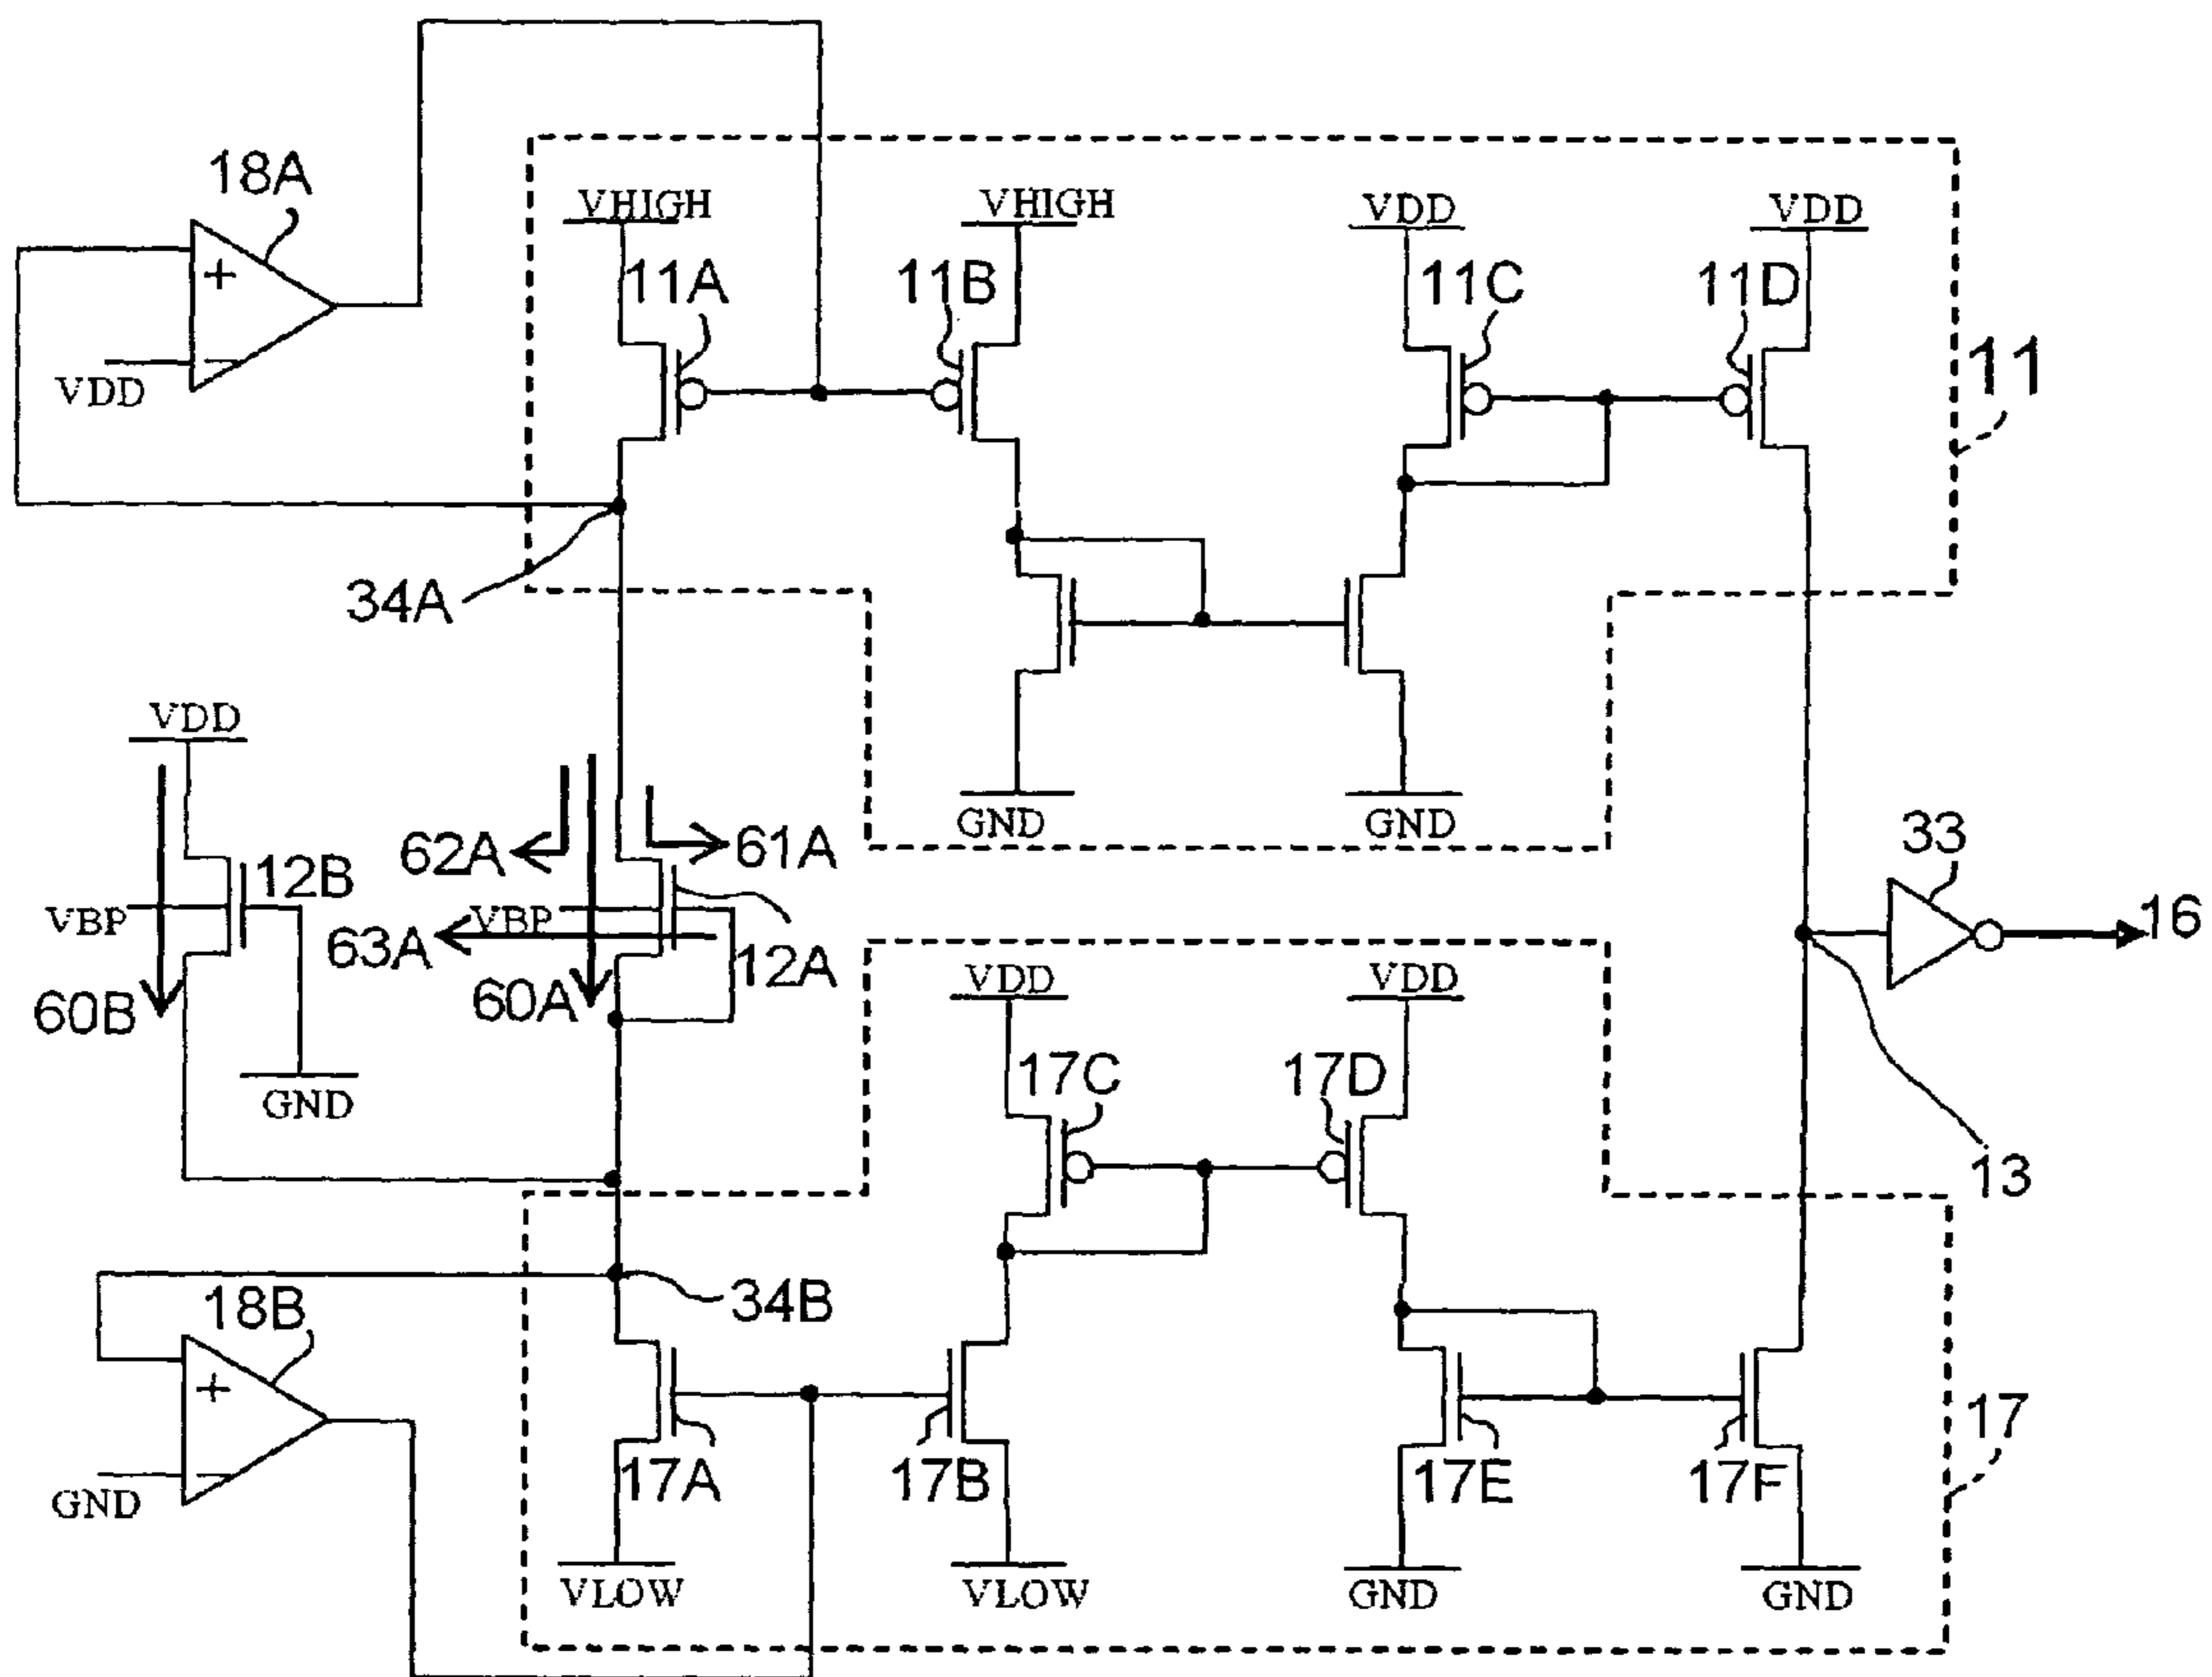 18A
VHIGH
VHIGH
VDD
VDD
11A
11B
11C
11D
+
11
−
VDD
34A
VDD
GND
GND
33
62A
61A
12B
16
VBP
VBP
63A
12A
60A
60B
VDD
VDD
17C
17D
GND
13
34B
18B
+
17
17A
17B
17E
17F
−
GND
VLOW
VLOW
GND
GND